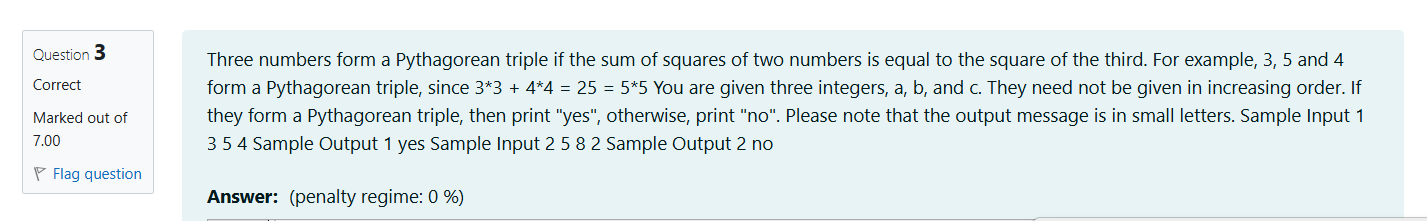 Question 3
Correct
Marked out of
7.00
Flag question
Three numbers form a Pythagorean triple if the sum of squares of two numbers is equal to the square of the third. For example, 3, 5 and 4
form a Pythagorean triple, since 3*3 + 4*4 = 25 = 5*5 You are given three integers, a, b, and c. They need not be given in increasing order. If
they form a Pythagorean triple, then print "yes", otherwise, print "no". Please note that the output message is in small letters. Sample Input 1
3 5 4 Sample Output 1 yes Sample Input 2 5 8 2 Sample Output 2 no
Answer: (penalty regime: 0 %)